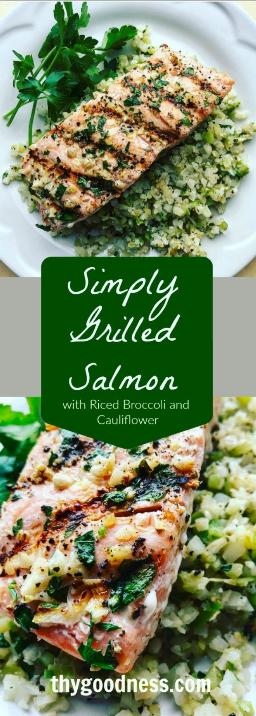 Simply
Grilled
Salmon
with Riced Broccoli and
Cauliflower
thygoodness.com